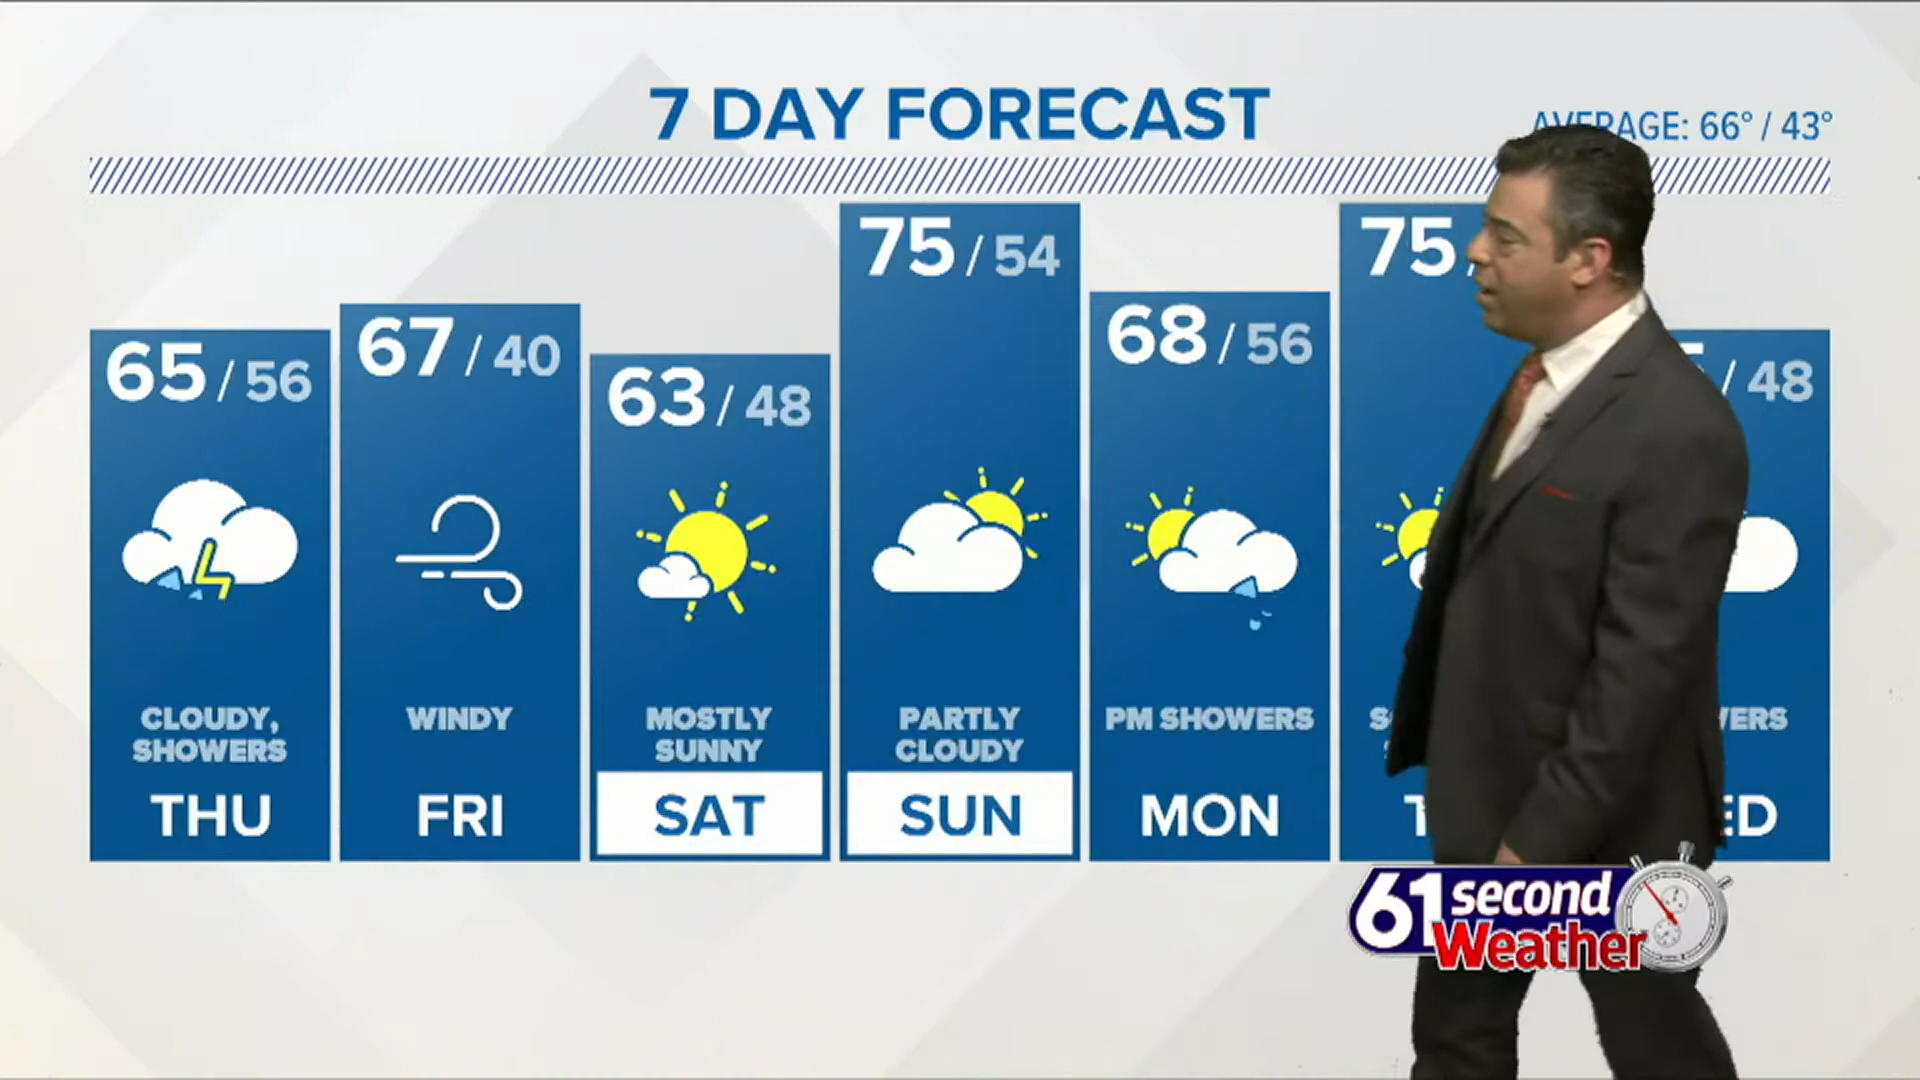 7 DAY FORECAST
AVERAGE: 66° / 43°
65 / 56
CLOUDY,
SHOWERS
THU
67 / 40
WINDY
FRI
63 / 48
MOSTLY
SUNNY
SAT
75 / 54
PARTLY
CLOUDY
SUN
68 / 56
PM SHOWERS
MON
75 /
/ 48
61 second
Weather